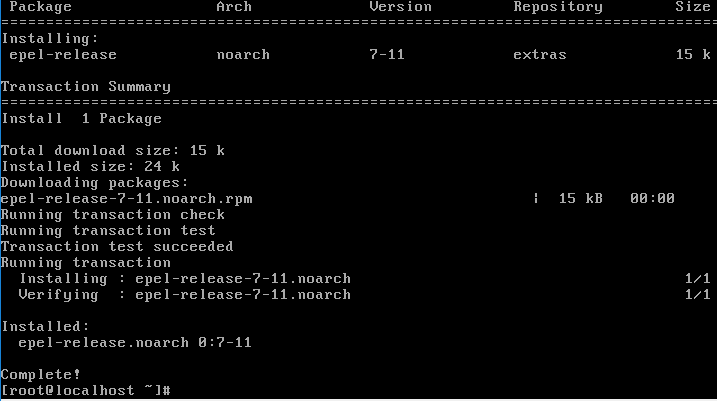 Package Arch Version Repository Size
================================================================================
Installing:
epel-release noarch 7-11 extras 15 k

Transaction Summary
================================================================================
Install  1 Package

Total download size: 15 k
Installed size: 24 k
Downloading packages:
epel-release-7-11.noarch.rpm | 15 kB 00:00
Running transaction check
Running transaction test
Transaction test succeeded
Running transaction
Installing : epel-release-7-11.noarch 1/1
Verifying  : epel-release-7-11.noarch 1/1

Installed:
epel-release.noarch 0:7-11

Complete!
[root@localhost ~]#